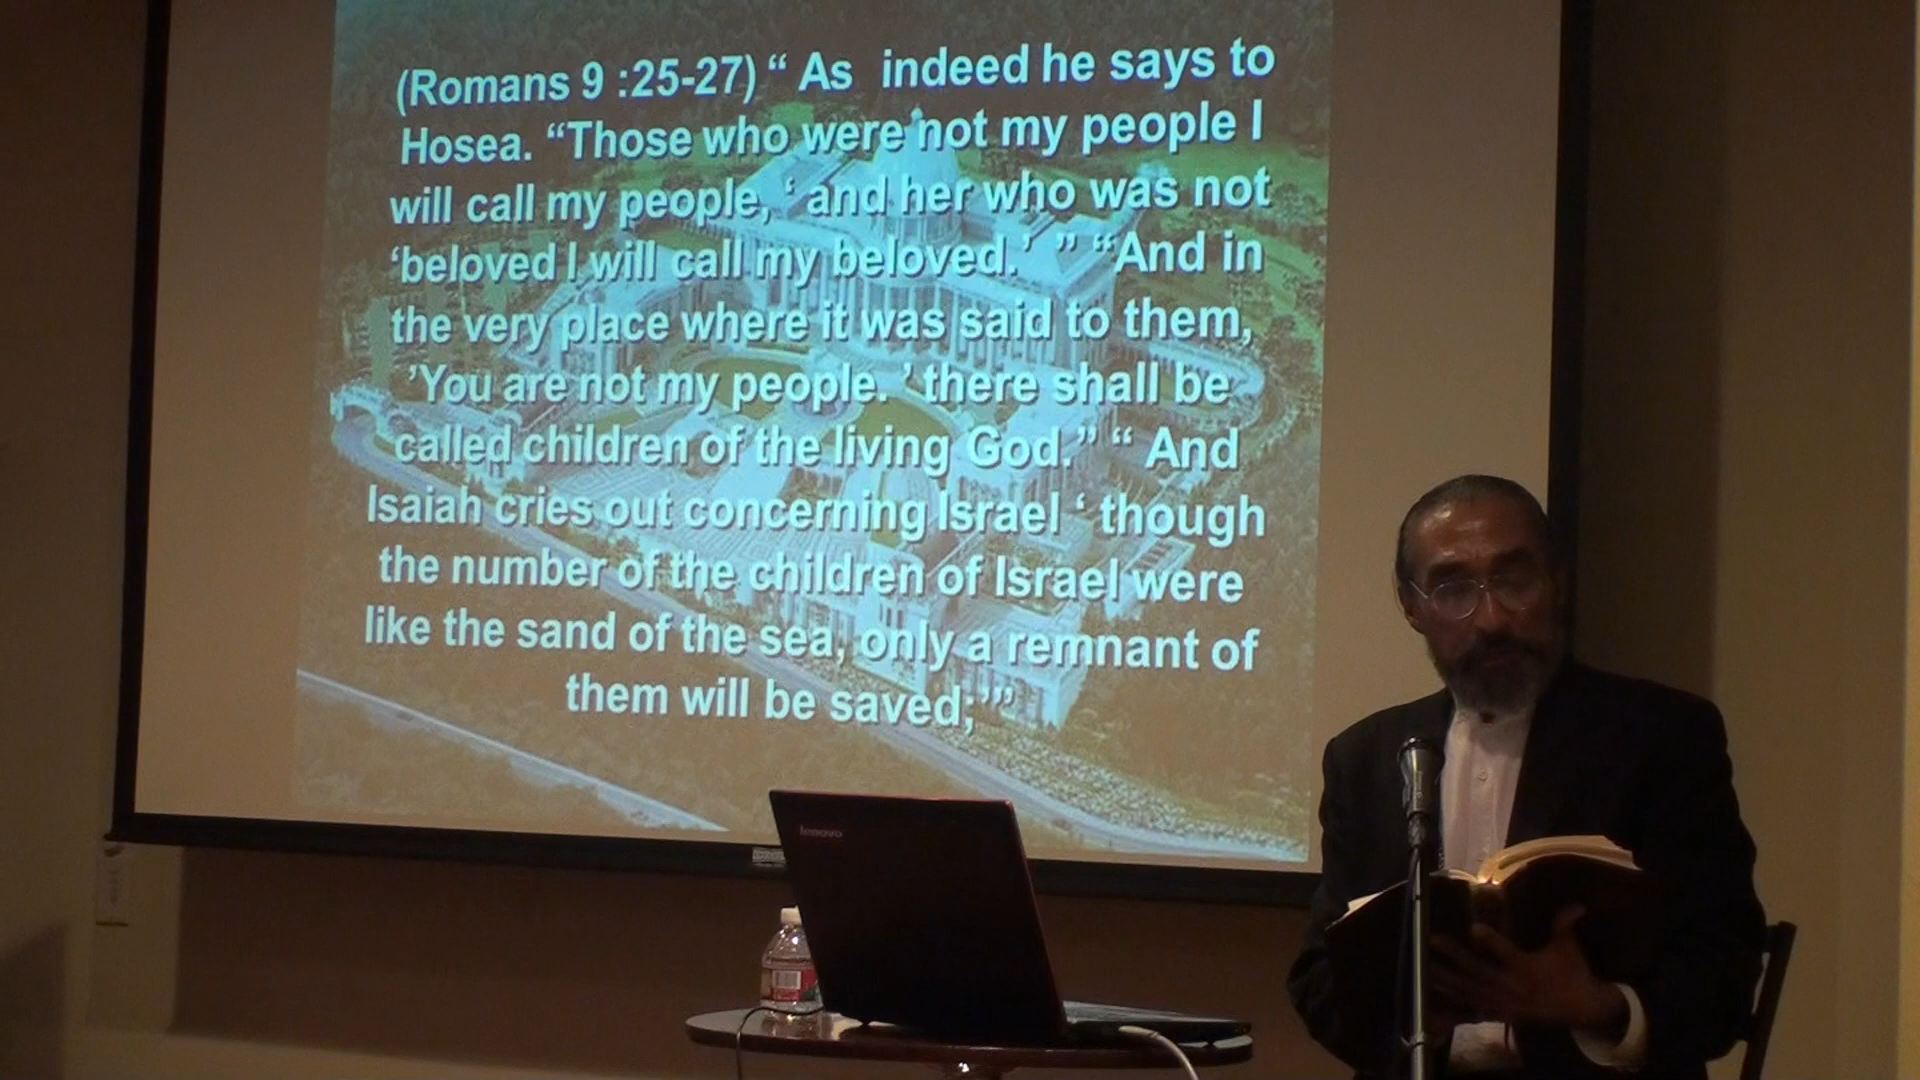 (Romans 9 :25-27) “ As indeed he says to
Hosea. “Those who were not my people I
will call my people, ‘ and her who was not
‘beloved I will call my beloved.’ ” “And in
the very place where it was said to them,
’You are not my people. ’ there shall be
called children of the living God.” “ And
Isaiah cries out concerning Israel ‘ though
the number of the children of Israel were
like the sand of the sea, only a remnant of
them will be saved;’”
lenovo